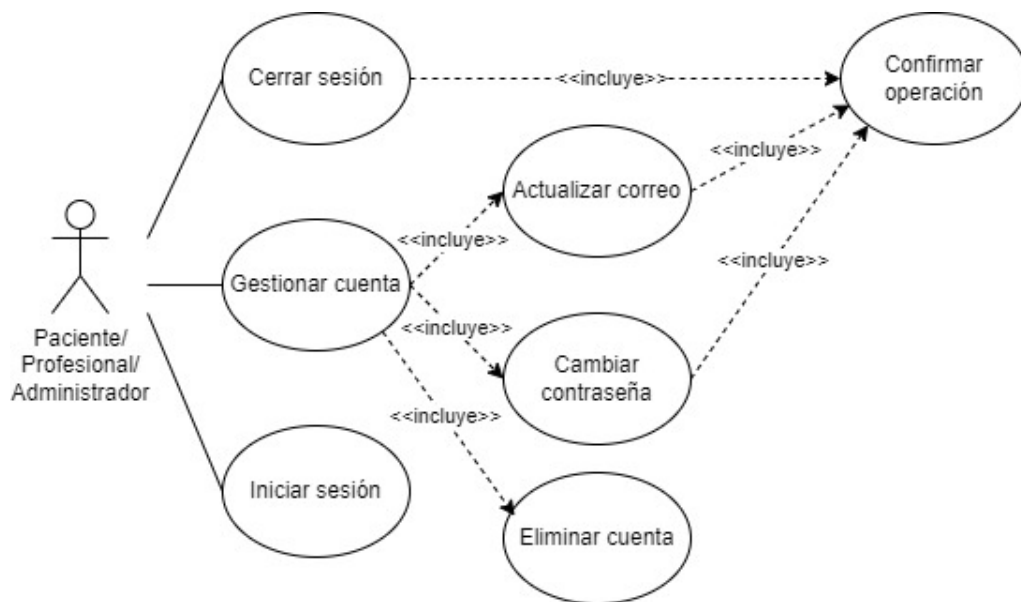 Cerrar sesión
<<incluye>>
Confirmar
operación
<<incluye>>
Actualizar correo
<<incluye>>
Gestionar cuenta
<<incluye>>
<<incluye>>
Paciente/
Profesional/
Administrador
Cambiar
contraseña
<<incluye>>
Iniciar sesión
Eliminar cuenta